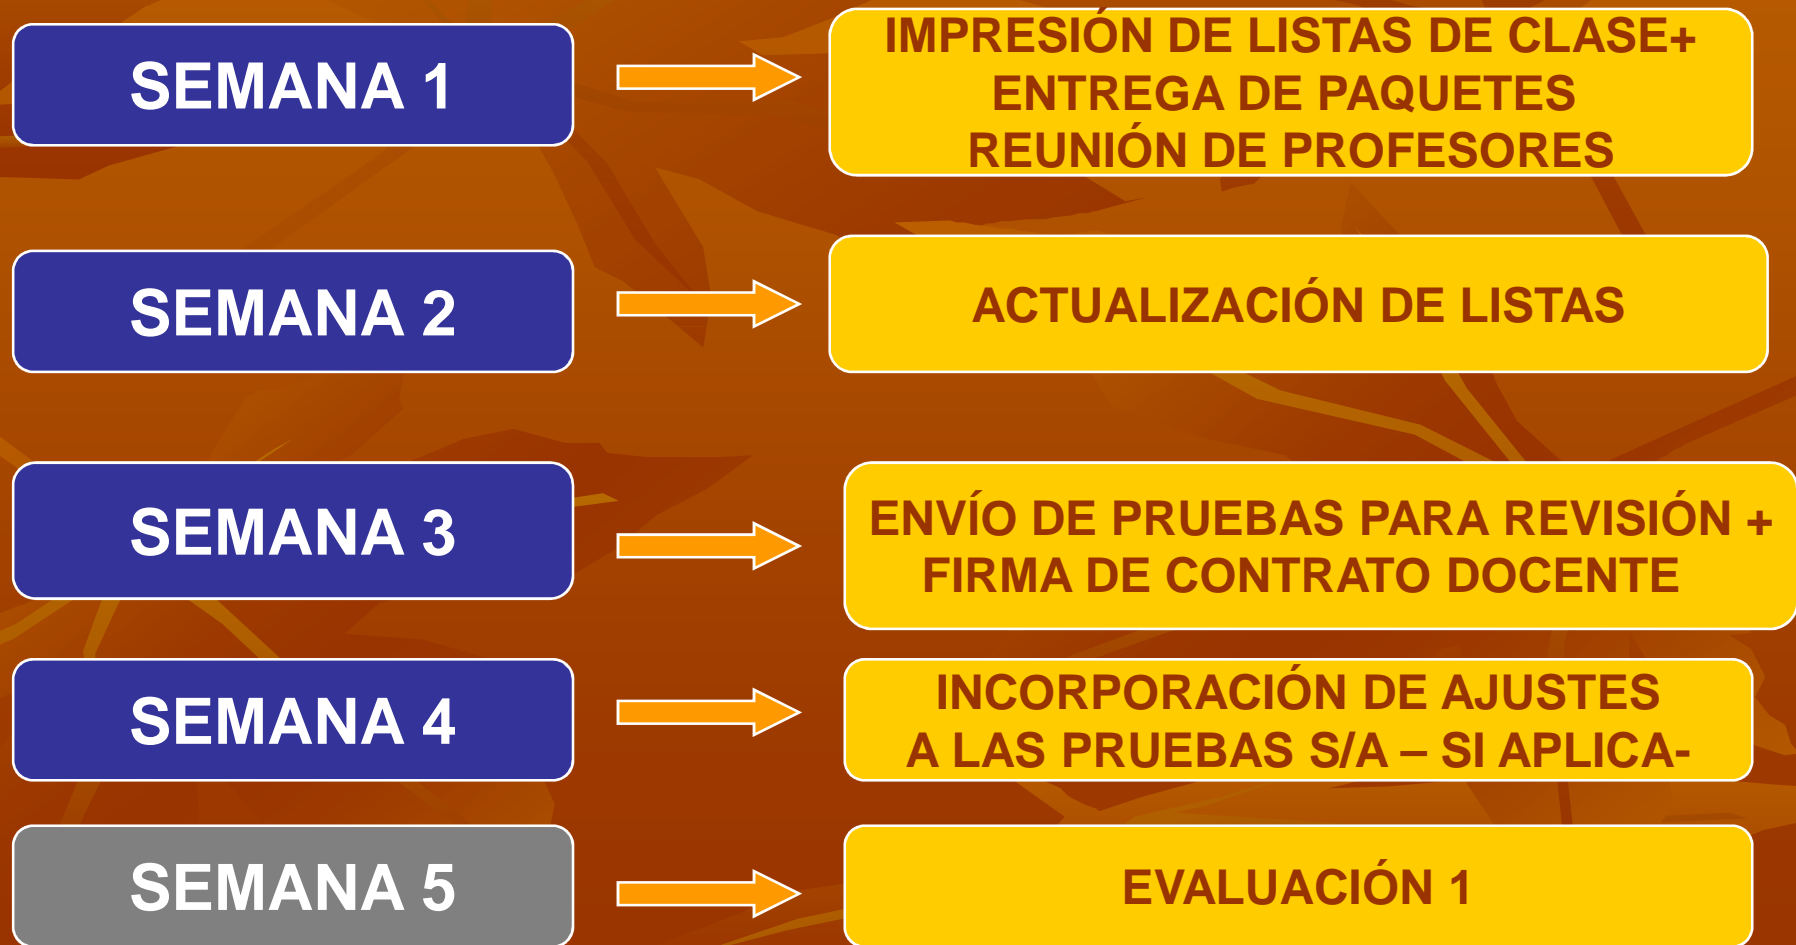 SEMANA 1
IMPRESIÓN DE LISTAS DE CLASE+
ENTREGA DE PAQUETES
REUNIÓN DE PROFESORES
SEMANA 2
ACTUALIZACIÓN DE LISTAS
SEMANA 3
ENVÍO DE PRUEBAS PARA REVISIÓN +
FIRMA DE CONTRATO DOCENTE
SEMANA 4
INCORPORACIÓN DE AJUSTES
A LAS PRUEBAS S/A – SI APLICA-
SEMANA 5
EVALUACIÓN 1